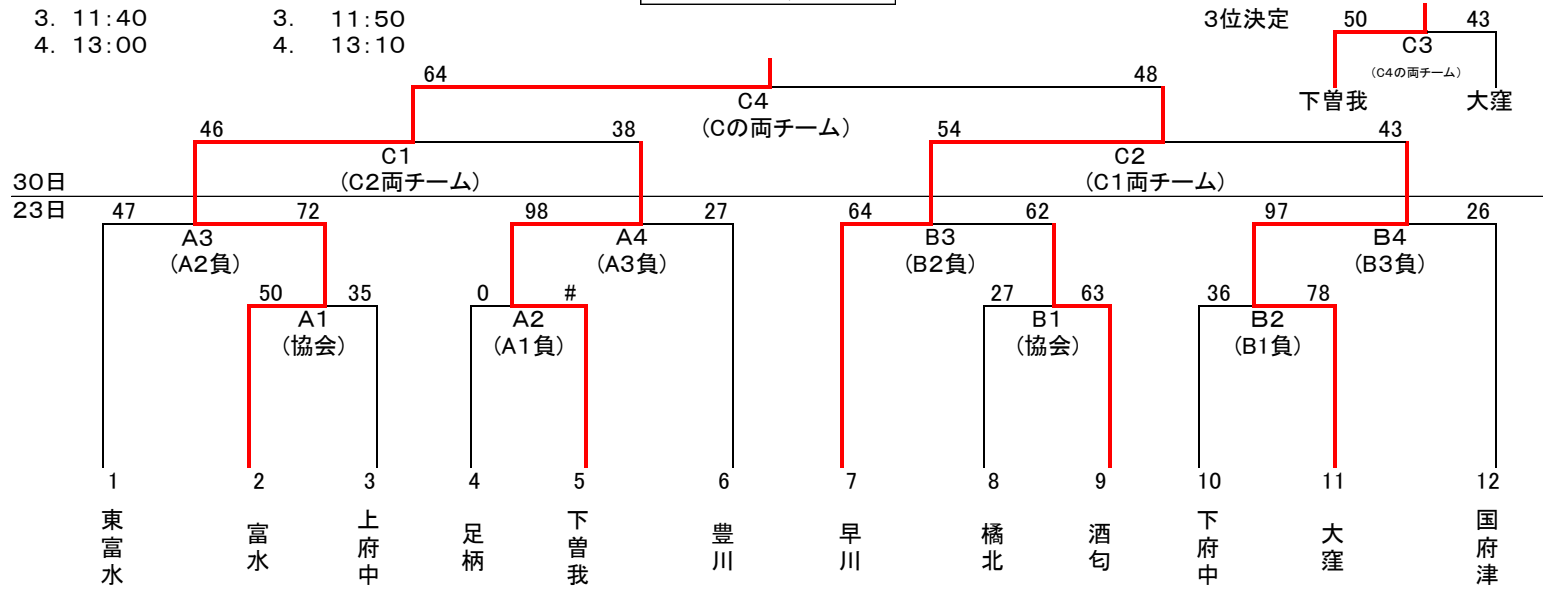 3. 11:40 3. 11:50 3位決定 50 43
4. 13:00 4. 13:10 C3
(C4の両チーム)
64 48 下曽我 大窪
C4
(Cの両チーム)
46 38 54 43
C1 C2
(C2両チーム) (C1両チーム)
30日
23日 47 72 98 27 64 62 97 26
A3 A4 B3 B4
(A2負) (A3負) (B2負) (B3負)
50 35 0 # 27 63 36 78
A1 A2 B1 B2
(協会) (A1負) (協会) (B1負)
1 2 3 4 5 6 7 8 9 10 11 12
東富水 富水 上府中 足柄 下曽我 豊川 早川 橘北 酒匂 下府中 大窪 国府津